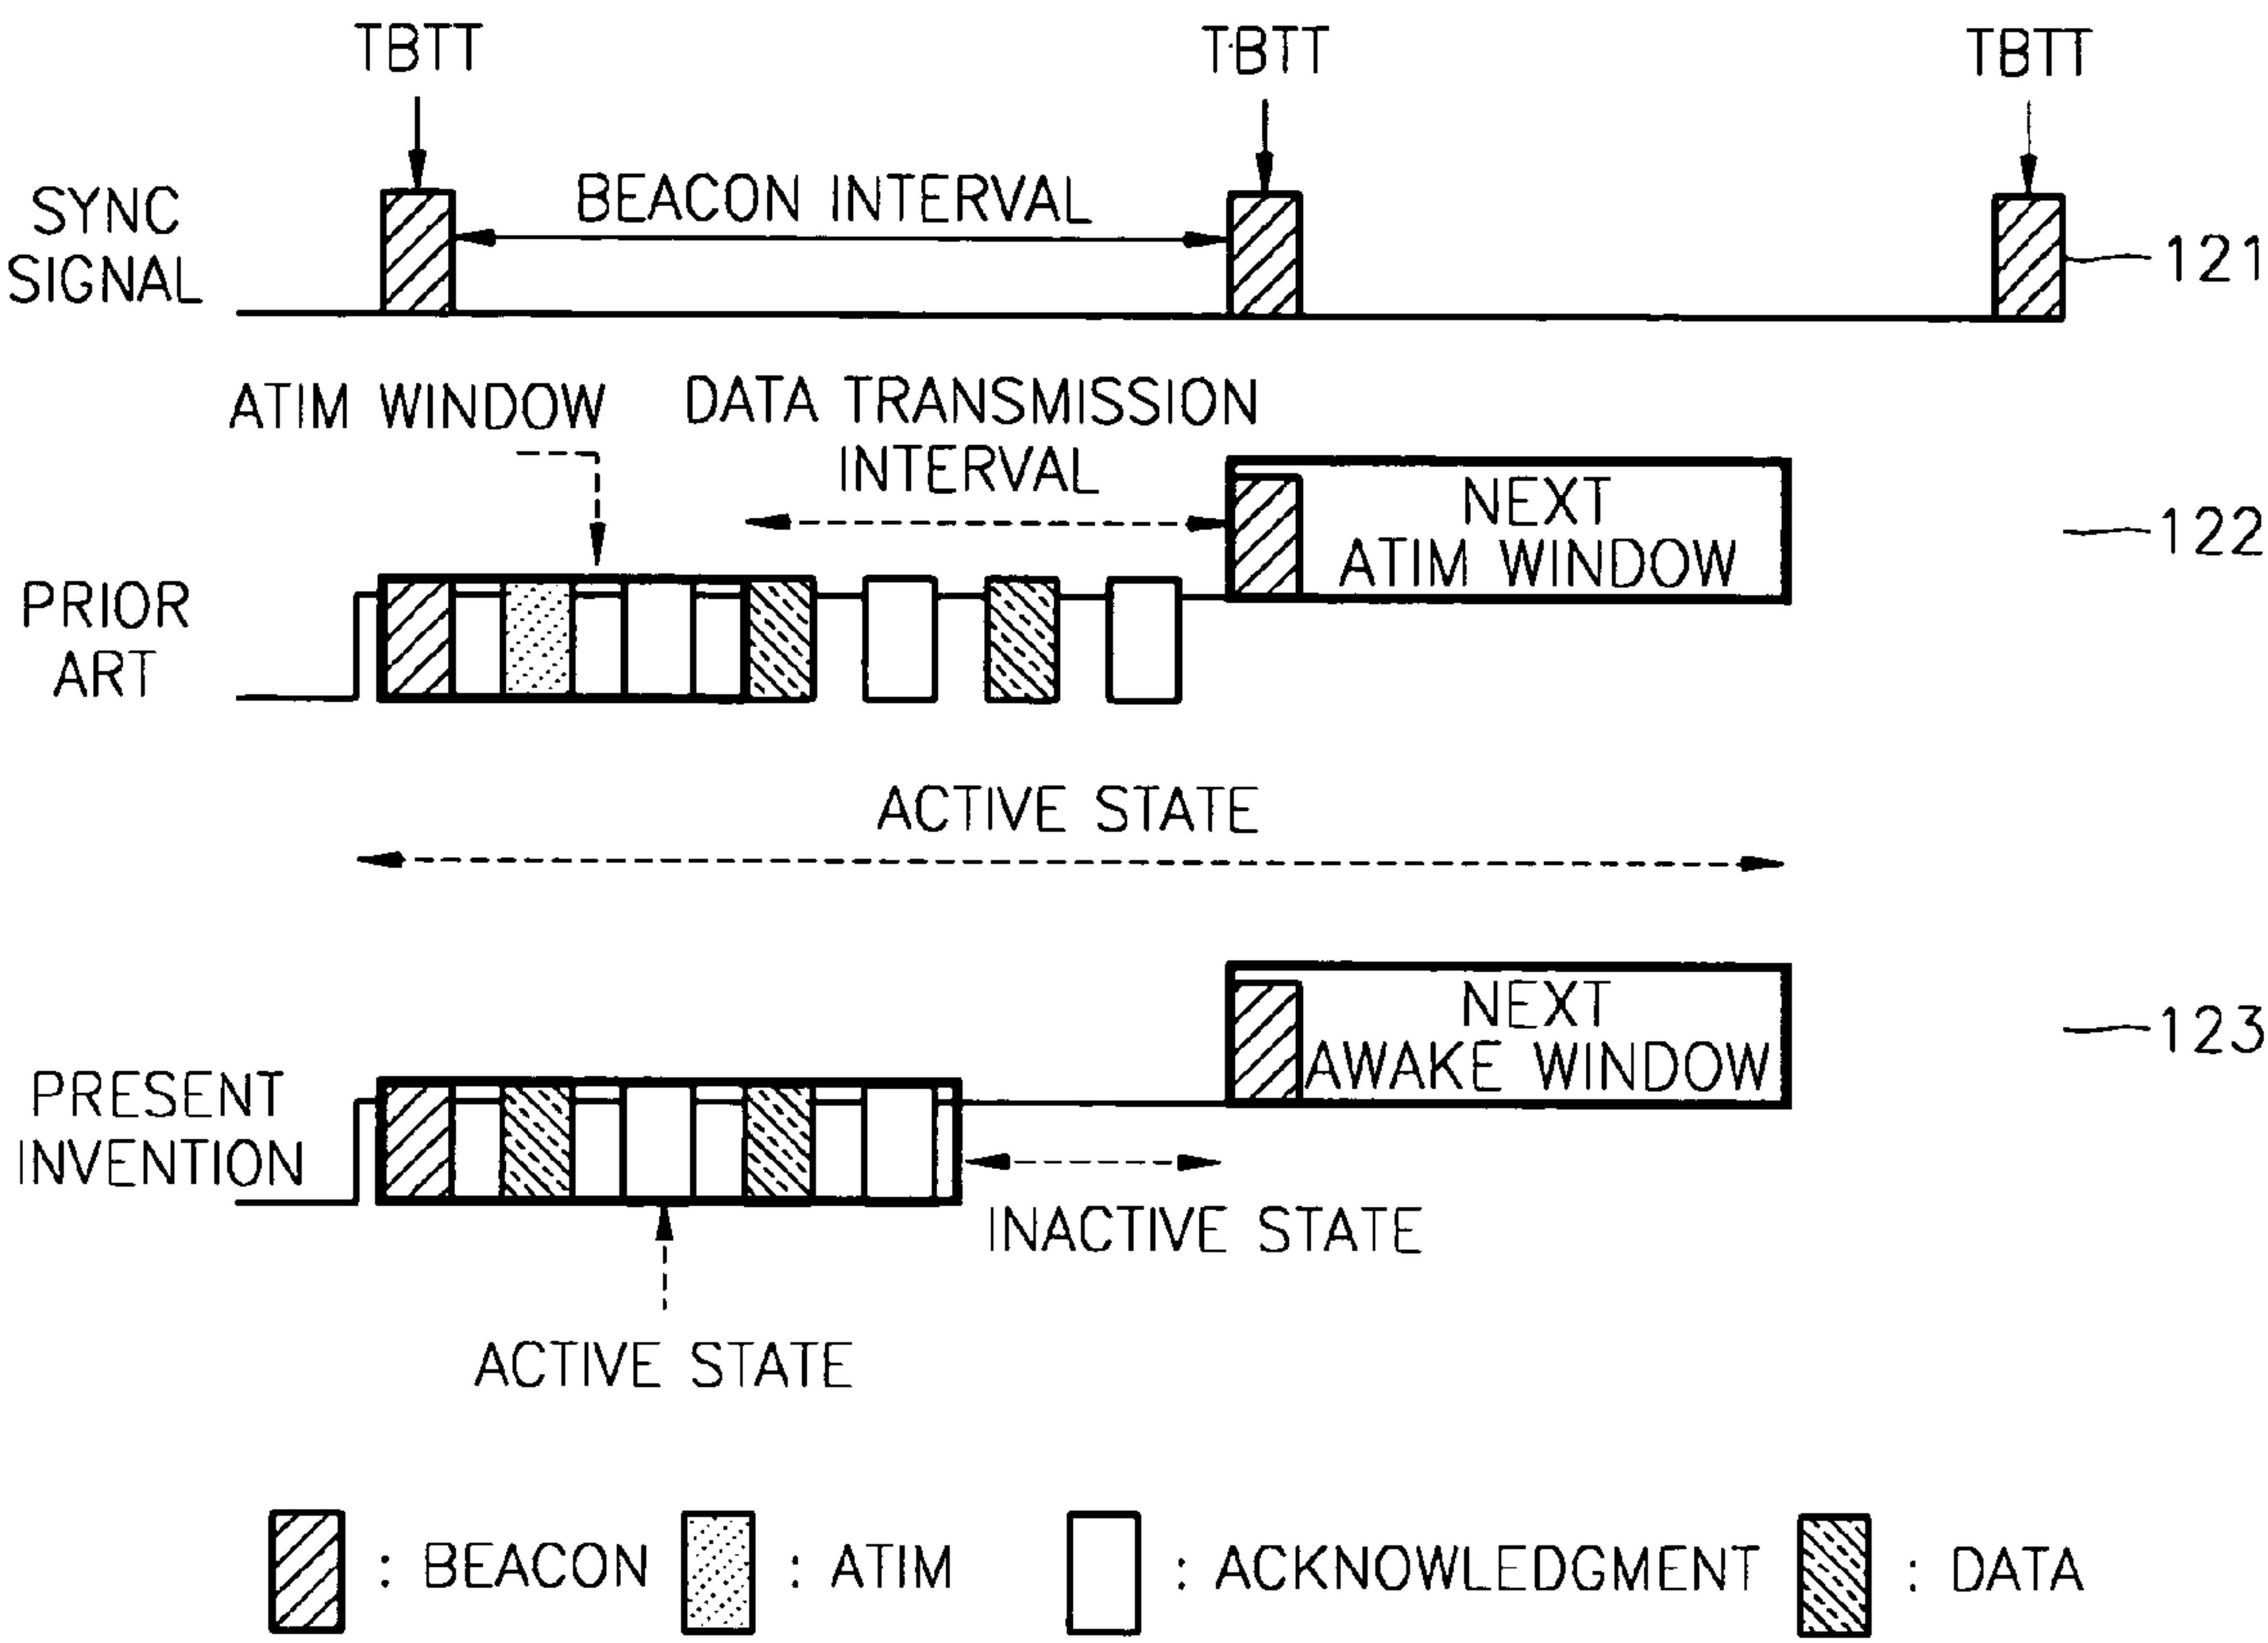 TBTT TBTT TBTT
SYNC
SIGNAL
BEACON INTERVAL
121
ATIM WINDOW
DATA TRANSMISSION
INTERVAL
NEXT
ATIM WINDOW
122
PRIOR
ART
ACTIVE STATE
NEXT
AWAKE WINDOW
123
PRESENT
INVENTION
INACTIVE STATE
ACTIVE STATE
: BEACON : ATIM : ACKNOWLEDGMENT : DATA